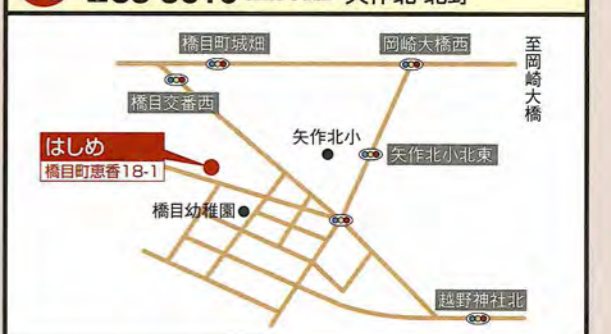 橋目町城畑
岡崎大橋西
至岡崎大橋
橋目交番西
矢作北小
矢作北小北東
はしめ
橋目町恵香18-1
橋目幼稚園
越野神社北